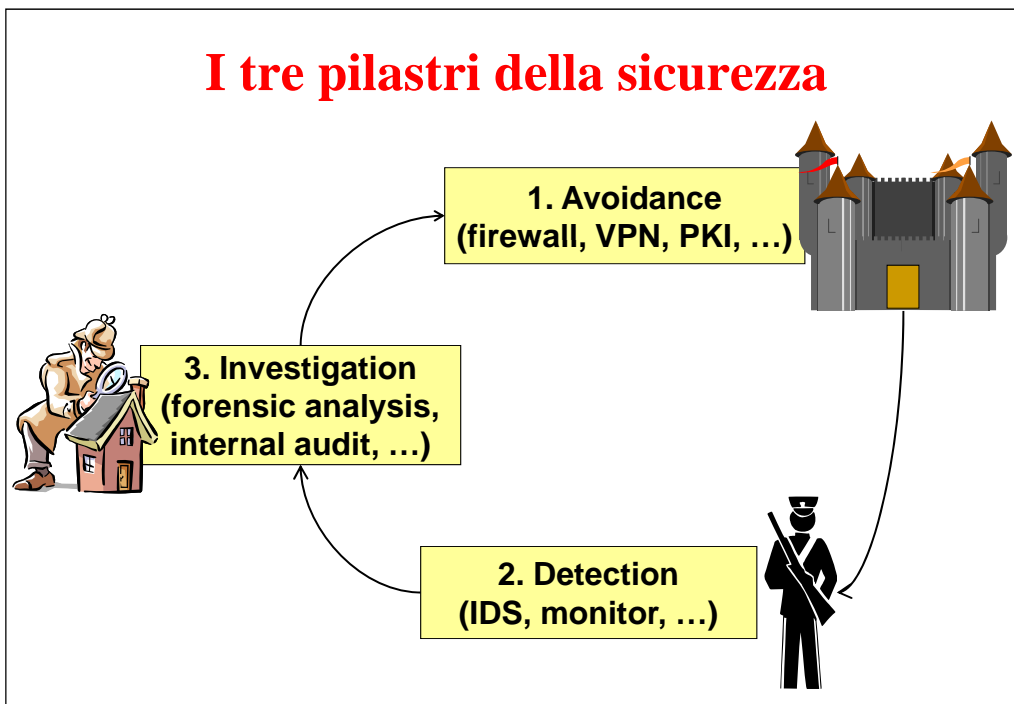 I tre pilastri della sicurezza
1. Avoidance
(firewall, VPN, PKI, …)
3. Investigation
(forensic analysis,
internal audit, …)
2. Detection
(IDS, monitor, …)